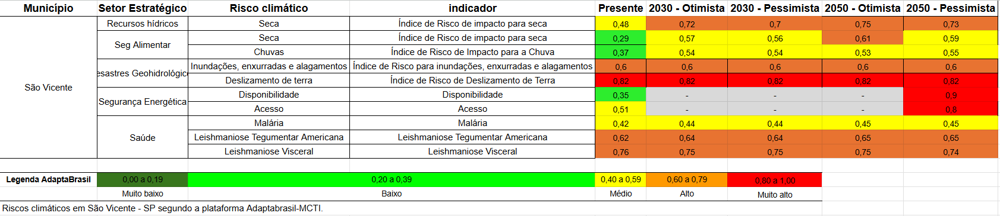 Município Setor Estratégico Risco climático indicador Presente 2030 - Otimista 2030 - Pessimista 2050 - Otimista 2050 - Pessimista
Recursos hídricos Seca Índice de Risco de impacto para seca 0,48 0,72 0,7 0,75 0,73
Seg Alimentar Seca Índice de Risco de impacto para seca 0,29 0,57 0,56 0,61 0,59
Chuvas Índice de Risco de Impacto para a Chuva 0,37 0,54 0,54 0,53 0,55
esastres Geohidrológico Inundações, enxurradas e alagamentos Índice de Risco para inundações, enxurradas e alagamentos 0,6 0,6 0,6 0,6 0,6
Deslizamento de terra Índice de Risco de Deslizamento de Terra 0,82 0,82 0,82 0,82 0,82
São Vicente
Segurança Energética Disponibilidade Disponibilidade 0,35 - - - 0,9
Acesso Acesso 0,51 - - - 0,8
Saúde Malária Malária 0,42 0,44 0,44 0,45 0,45
Leishmaniose Tegumentar Americana Leishmaniose Tegumentar Americana 0,62 0,64 0,64 0,65 0,65
Leishmaniose Visceral Leishmaniose Visceral 0,76 0,75 0,75 0,75 0,74
Legenda AdaptaBrasil 0,00 a 0,19 0,20 a 0,39 0,40 a 0,59 0,60 a 0,79 0,80 a 1,00
Muito baixo Baixo Médio Alto Muito alto
Riscos climáticos em São Vicente - SP segundo a plataforma Adaptabrasil-MCTI.